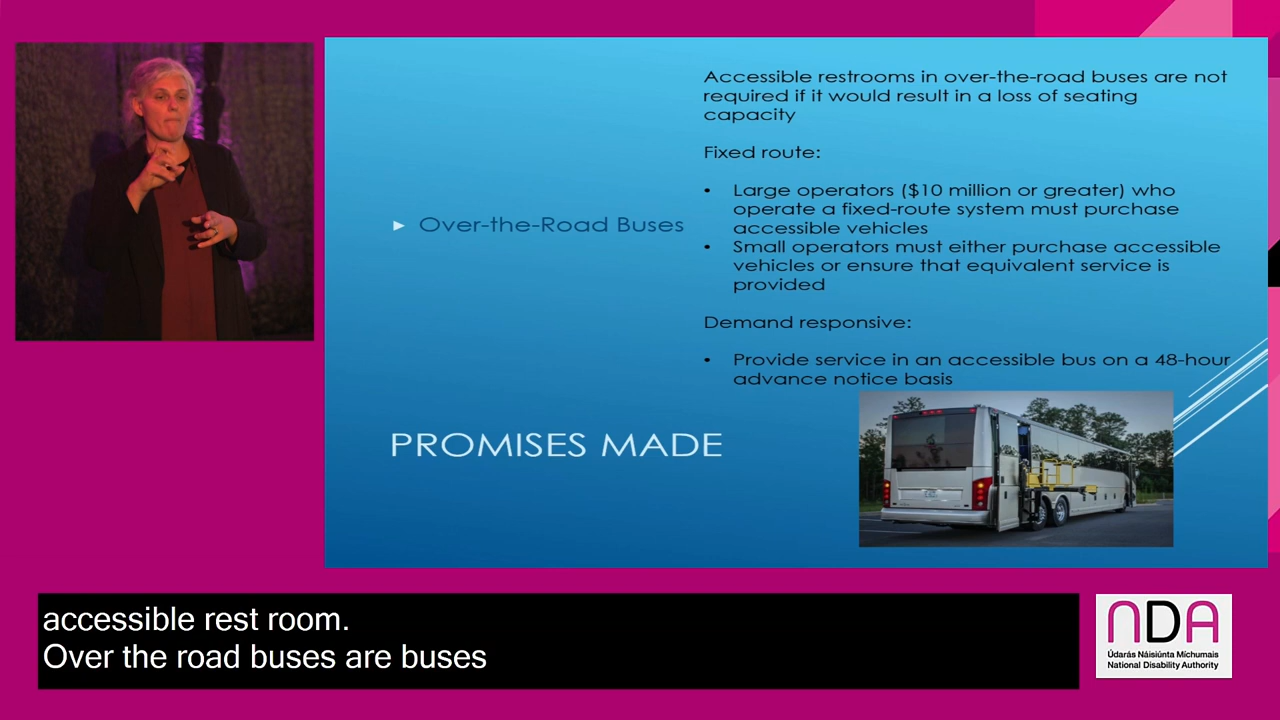 Accessible restrooms in over-the-road buses are not
required if it would result in a loss of seating
capacity
Fixed route:
• Large operators ($10 million or greater) who
operate a fixed-route system must purchase
accessible vehicles
• Small operators must either purchase accessible
vehicles or ensure that equivalent service is
provided
Demand responsive:
• Provide service in an accessible bus on a 48-hour
advance notice basis
Over-the-Road Buses
PROMISES MADE
accessible rest room.
Over the road buses are buses
NDA
Údarás Náisiúnta Míchumais
National Disability Authority